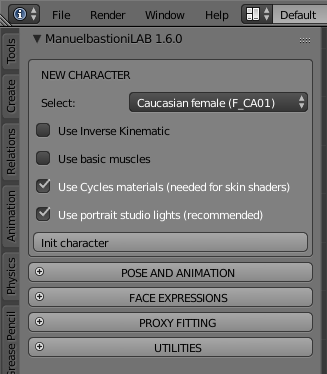 File Render Window Help Default
ManuelbastioniLAB 1.6.0
Tools
Create
Relations
Animation
Physics
Grease Pencil
NEW CHARACTER
Select: Caucasian female (F_CA01)
Use Inverse Kinematic
Use basic muscles
Use Cycles materials (needed for skin shaders)
Use portrait studio lights (recommended)
Init character
POSE AND ANIMATION
FACE EXPRESSIONS
PROXY FITTING
UTILITIES